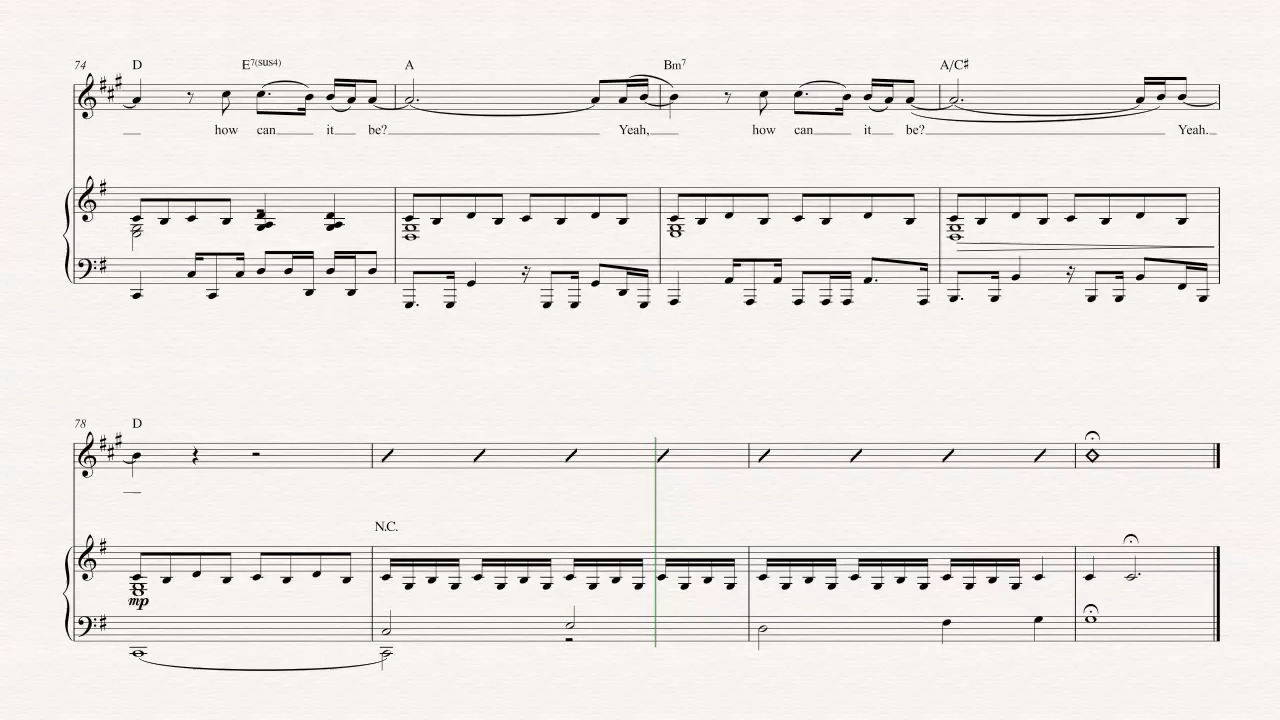 74 D E7(sus4) A Bm7 A/C♯
how can it be? Yeah, how can it be? Yeah.
78 D
N.C.
mp